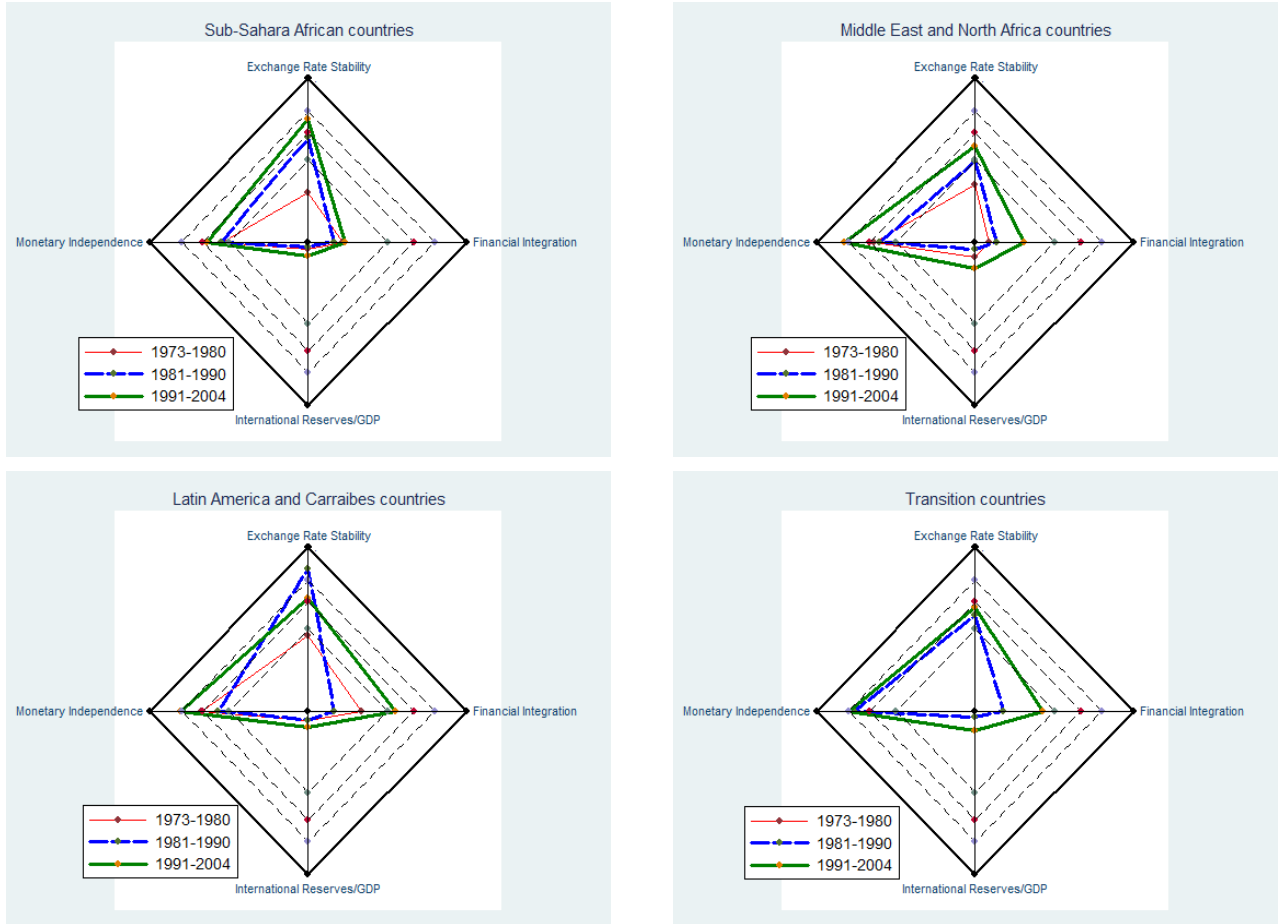 Sub-Sahara African countries
Exchange Rate Stability
Monetary Independence
Financial Integration
1973-1980
1981-1990
1991-2004
International Reserves/GDP
Middle East and North Africa countries
Exchange Rate Stability
Monetary Independence
Financial Integration
1973-1980
1981-1990
1991-2004
International Reserves/GDP
Latin America and Carraibes countries
Exchange Rate Stability
Monetary Independence
Financial Integration
1973-1980
1981-1990
1991-2004
International Reserves/GDP
Transition countries
Exchange Rate Stability
Monetary Independence
Financial Integration
1973-1980
1981-1990
1991-2004
International Reserves/GDP